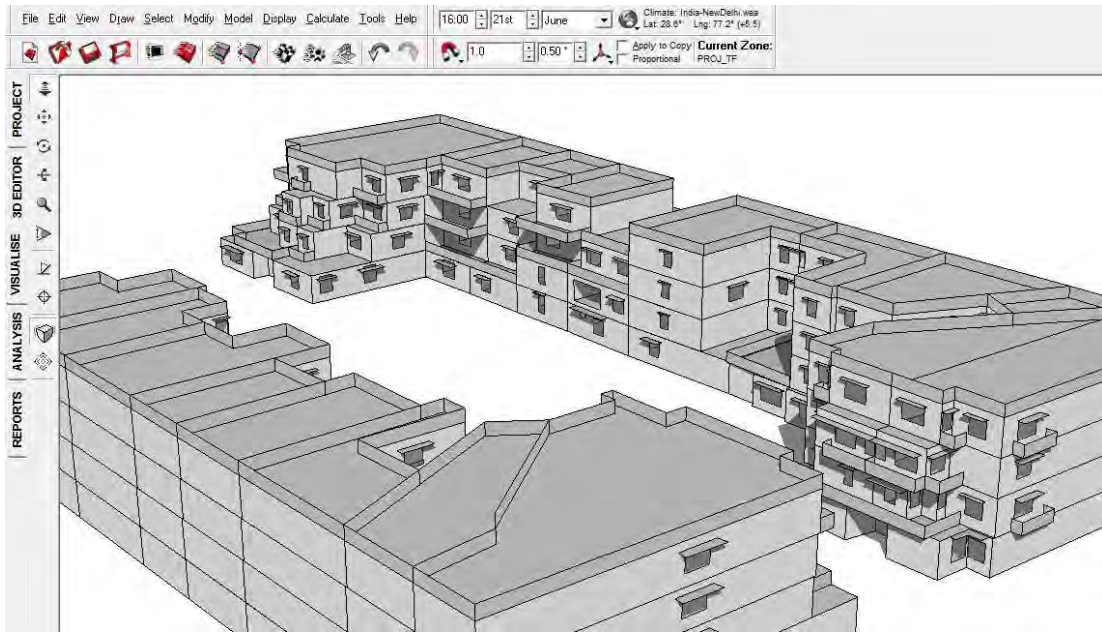 File Edit View Draw Select Modify Model Display Calculate Tools Help
16:00 21st June
Climate: India-NewDelhi.wea
Lat: 28.6° Lng: 77.2° (+5.5)
1.0 0.50 °
Apply to Copy
Proportional
Current Zone:
PROJ_TF
PROJECT
3D EDITOR
VISUALISE
ANALYSIS
REPORTS